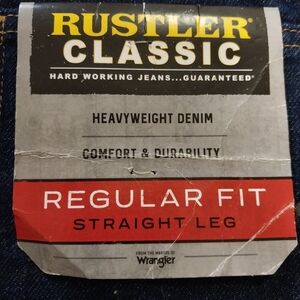 RUSTLER®
CLASSIC
HARD WORKING JEANS...GUARANTEED®
HEAVYWEIGHT DENIM
COMFORT & DURABILITY
REGULAR FIT
STRAIGHT LEG
FROM THE MAKERS OF
Wrangler